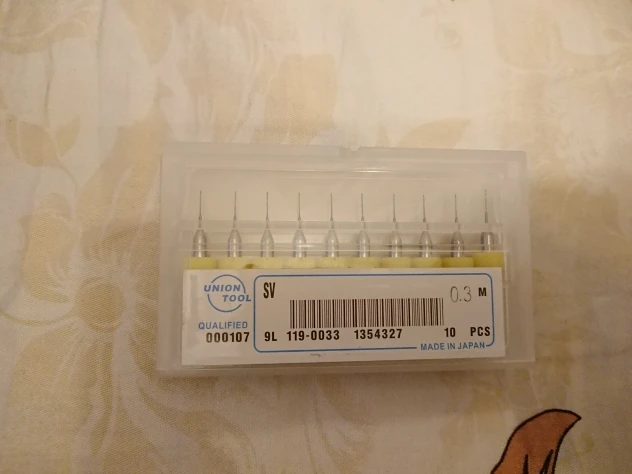 UNION
TOOL
SV
0.3 M
QUALIFIED
000107
9L 119-0033 1354327 10 PCS
MADE IN JAPAN